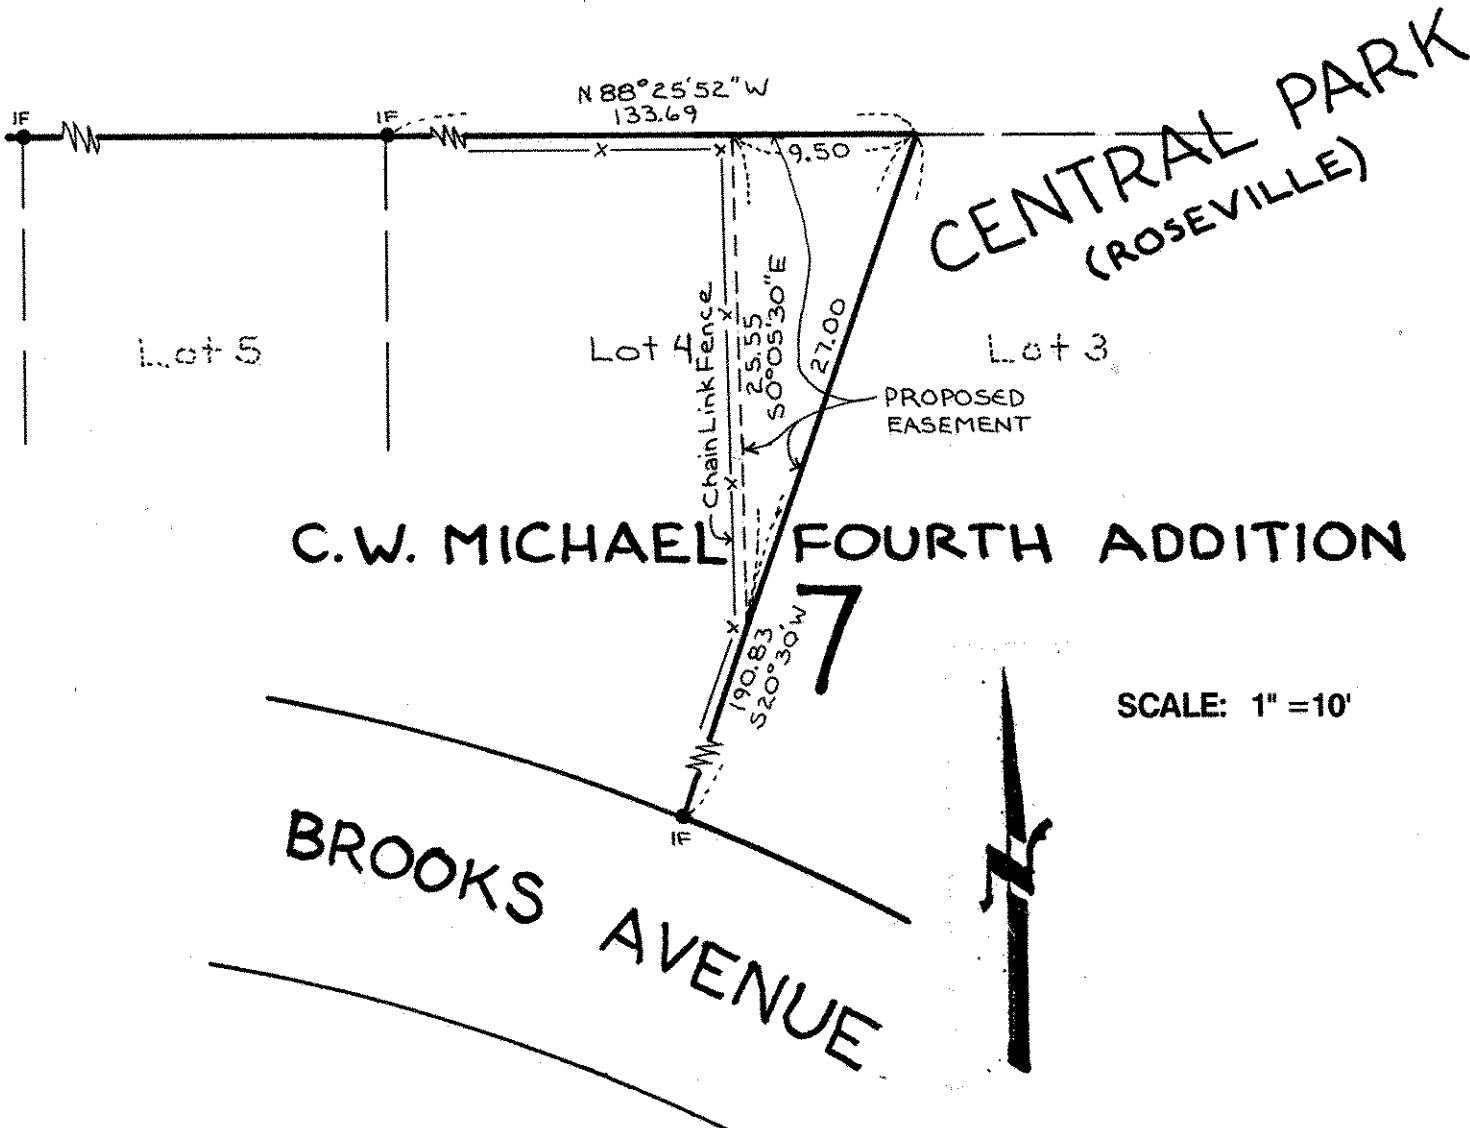 N 88°25'52" W
133.69
IF
IF
9.50
CENTRAL PARK
(ROSEVILLE)
Lot 5
Lot 4
Chain Link Fence
25.55
S0°05'30"E
27.00
Lot 3
PROPOSED
EASEMENT
C.W. MICHAEL FOURTH ADDITION
7
190.83
S20°30'W
SCALE: 1" =10'
IF
BROOKS AVENUE
N